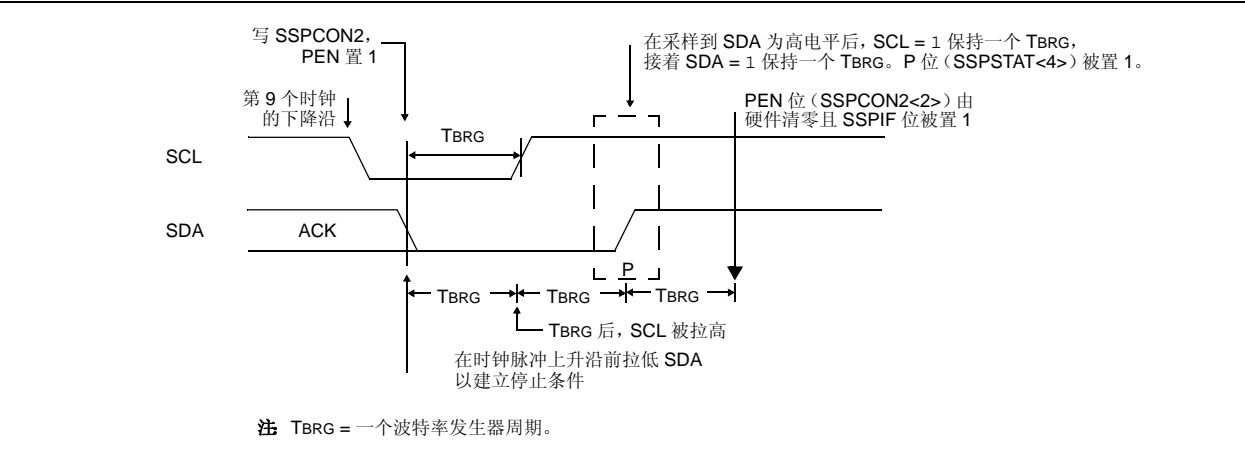 写 SSPCON2，
PEN 置 1
在采样到 SDA 为高电平后，SCL = 1 保持一个 TBRG，
接着 SDA = 1 保持一个 TBRG。P 位（SSPSTAT<4>）被置 1。
第 9 个时钟
的下降沿
PEN 位（SSPCON2<2>）由
硬件清零且 SSPIF 位被置 1
TBRG
SCL
SDA
ACK
P
TBRG
TBRG
TBRG
TBRG 后，SCL 被拉高
在时钟脉冲上升沿前拉低 SDA
以建立停止条件
注 TBRG = 一个波特率发生器周期。